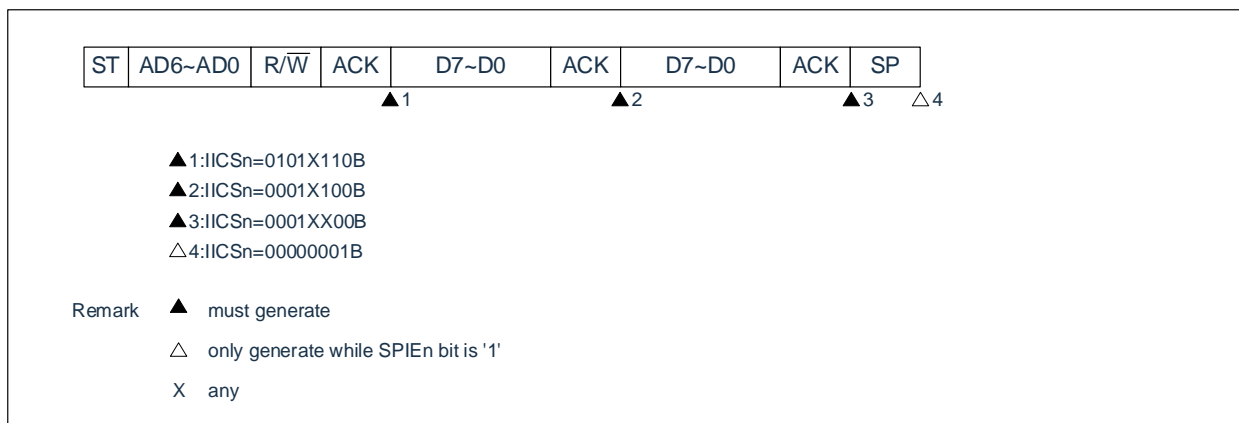 ST AD6~AD0 R/W̅ ACK D7~D0 ACK D7~D0 ACK SP
▲1 ▲2 ▲3 △4
▲1:IICSn=0101X110B
▲2:IICSn=0001X100B
▲3:IICSn=0001XX00B
△4:IICSn=00000001B
Remark ▲ must generate
△ only generate while SPIEn bit is '1'
X any